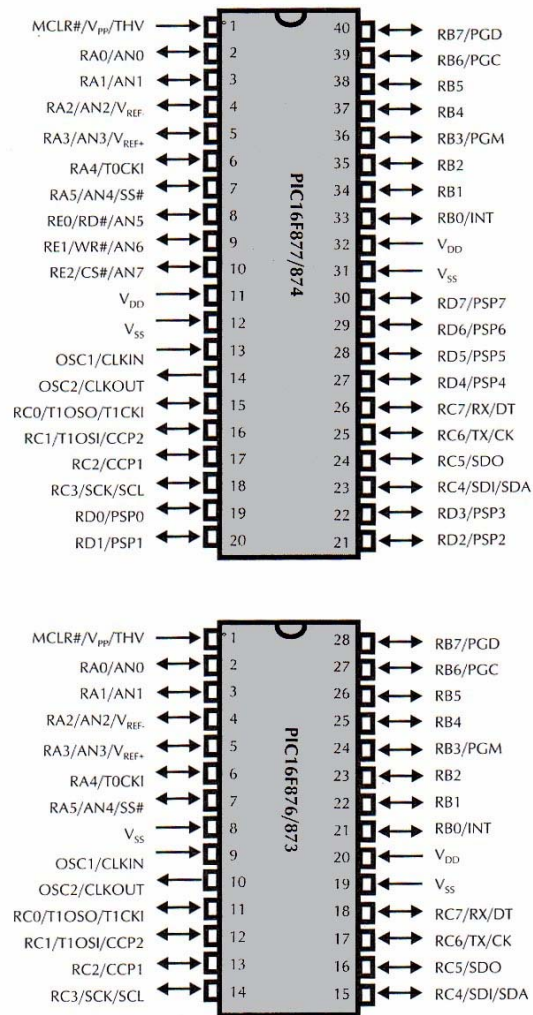 MCLR#/VPP/THV 1 40 RB7/PGD
RA0/AN0 2 39 RB6/PGC
RA1/AN1 3 38 RB5
RA2/AN2/VREF- 4 37 RB4
RA3/AN3/VREF+ 5 36 RB3/PGM
RA4/T0CKI 6 35 RB2
RA5/AN4/SS# 7 34 RB1
RE0/RD#/AN5 8 33 RB0/INT
RE1/WR#/AN6 9 32 VDD
RE2/CS#/AN7 10 31 VSS
VDD 11 30 RD7/PSP7
VSS 12 29 RD6/PSP6
OSC1/CLKIN 13 28 RD5/PSP5
OSC2/CLKOUT 14 27 RD4/PSP4
RC0/T1OSO/T1CKI 15 26 RC7/RX/DT
RC1/T1OSI/CCP2 16 25 RC6/TX/CK
RC2/CCP1 17 24 RC5/SDO
RC3/SCK/SCL 18 23 RC4/SDI/SDA
RD0/PSP0 19 22 RD3/PSP3
RD1/PSP1 20 21 RD2/PSP2
PIC16F877/874
MCLR#/VPP/THV 1 28 RB7/PGD
RA0/AN0 2 27 RB6/PGC
RA1/AN1 3 26 RB5
RA2/AN2/VREF- 4 25 RB4
RA3/AN3/VREF+ 5 24 RB3/PGM
RA4/T0CKI 6 23 RB2
RA5/AN4/SS# 7 22 RB1
VSS 8 21 RB0/INT
OSC1/CLKIN 9 20 VDD
OSC2/CLKOUT 10 19 VSS
RC0/T1OSO/T1CKI 11 18 RC7/RX/DT
RC1/T1OSI/CCP2 12 17 RC6/TX/CK
RC2/CCP1 13 16 RC5/SDO
RC3/SCK/SCL 14 15 RC4/SDI/SDA
PIC16F876/873